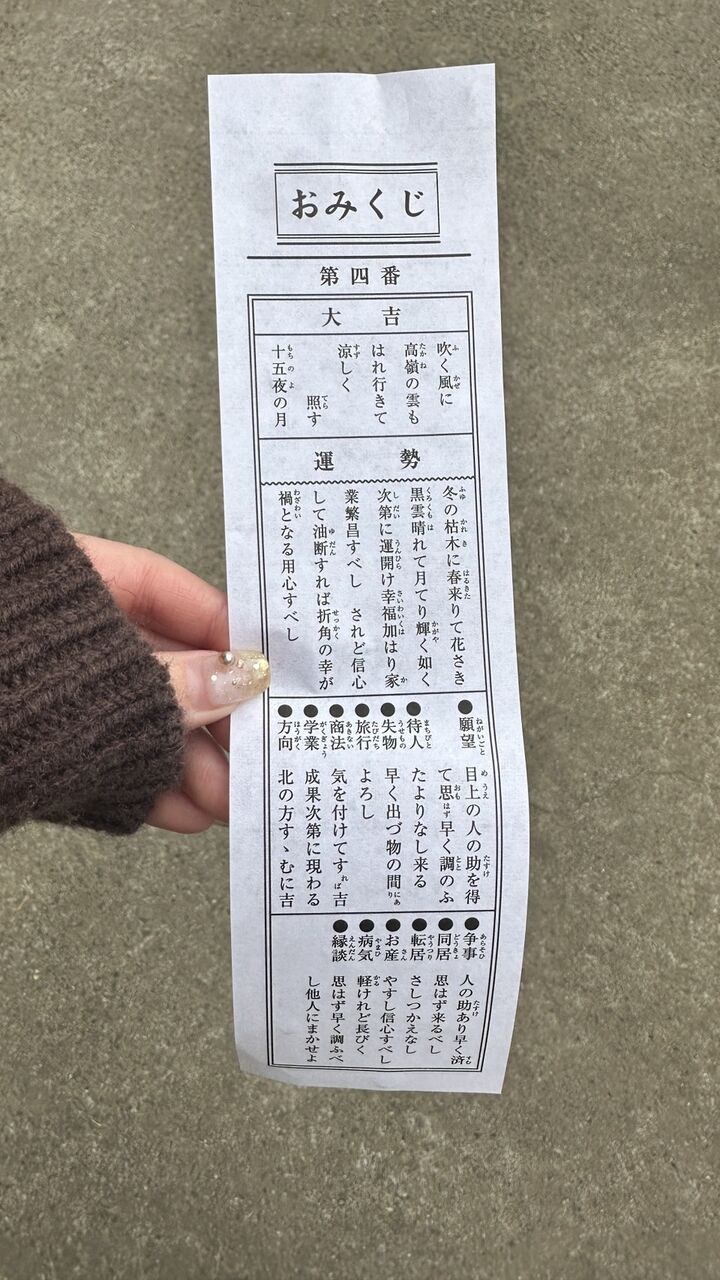 おみくじ
第四番
大吉
吹く風に
高嶺の雲も
はれ行きて
涼しく
照す
十五夜の月
運勢
冬の枯木に春来りて花さき
黒雲晴れて月てり輝く如く
次第に運開け幸福加はり家
業繁昌すべし されど信心
して油断すれば折角の幸が
禍となる用心すべし
●願望 目上の人の助を得
て思はず早く調のふ
●待人 たよりなし来る
●失物 早く出づ物の間にあり
●旅行 よろし
●商法 気を付けてすれば吉
●学業 成果次第に現わる
●方向 北の方すゝむに吉
●争事 人の助あり早く済する
●同居 思はず来るべし
●転居 さしつかえなし
●お産 やすし信心すべし
●病気 軽けれど長びく
●縁談 思はず早く調ふべ
し他人にまかせよ